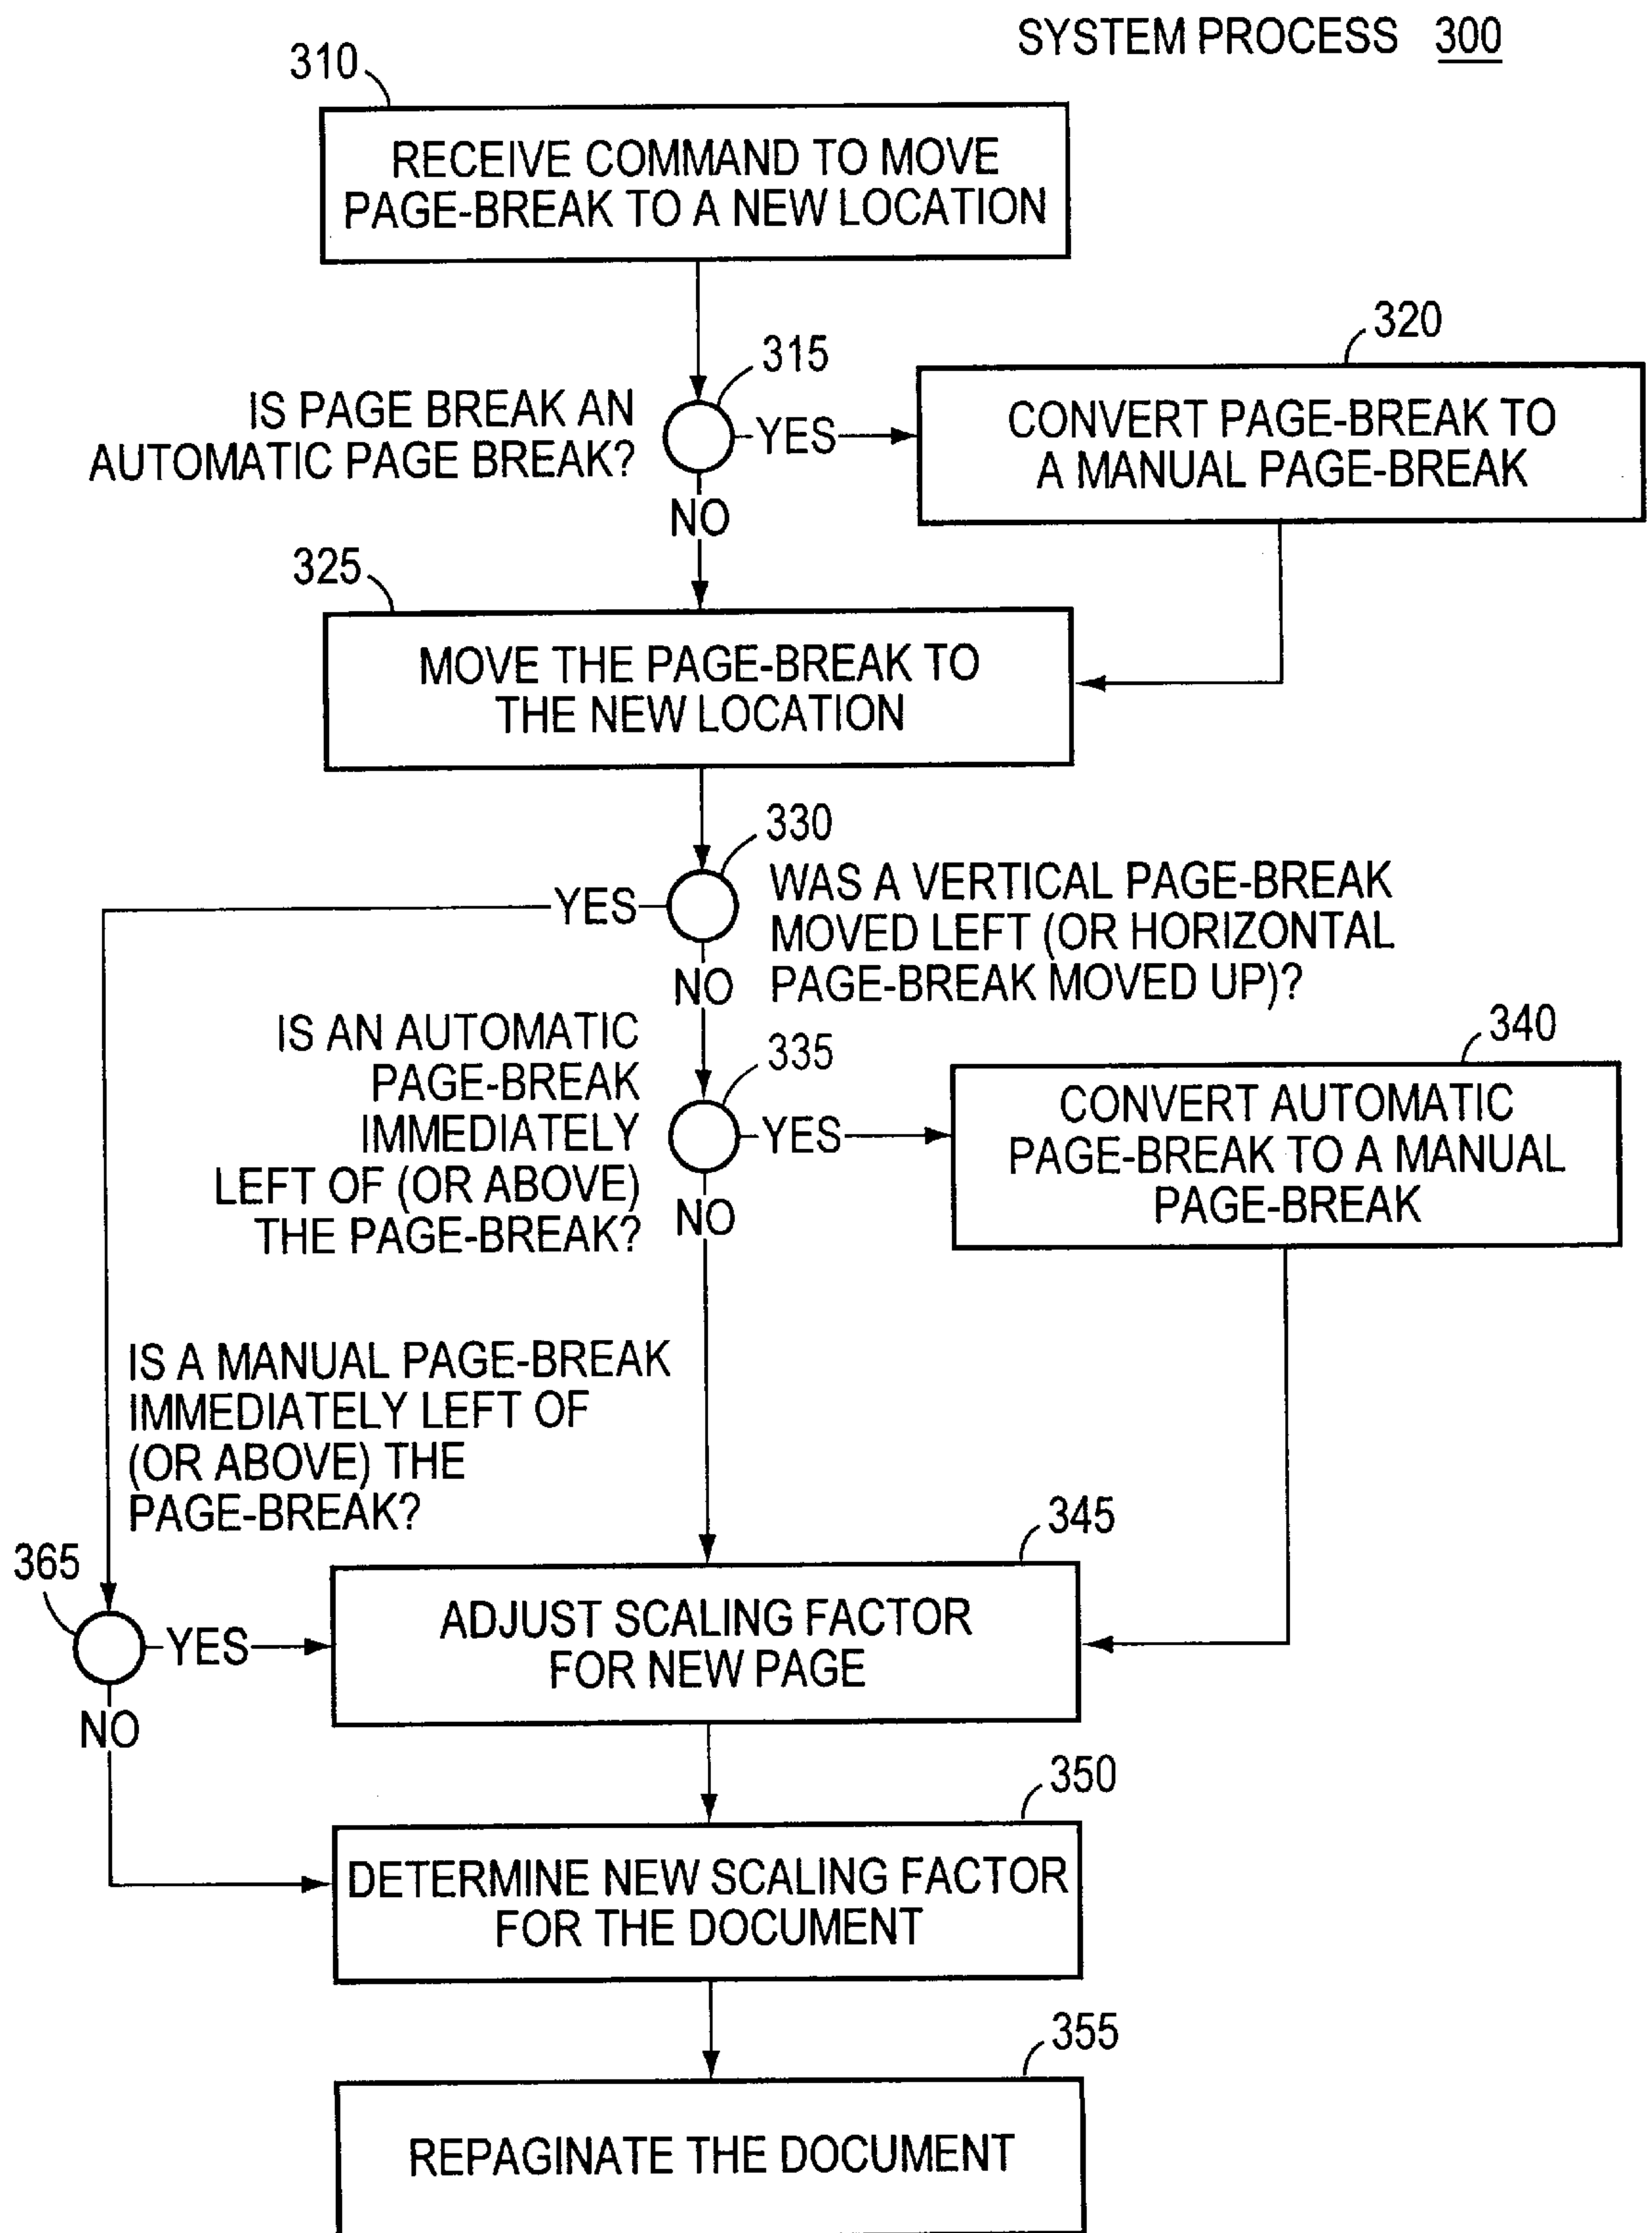 SYSTEM PROCESS 300
310
RECEIVE COMMAND TO MOVE
PAGE-BREAK TO A NEW LOCATION
315
IS PAGE BREAK AN
AUTOMATIC PAGE BREAK?
YES
NO
320
CONVERT PAGE-BREAK TO
A MANUAL PAGE-BREAK
325
MOVE THE PAGE-BREAK TO
THE NEW LOCATION
330
WAS A VERTICAL PAGE-BREAK
MOVED LEFT (OR HORIZONTAL
PAGE-BREAK MOVED UP)?
YES
NO
335
IS AN AUTOMATIC
PAGE-BREAK
IMMEDIATELY
LEFT OF (OR ABOVE)
THE PAGE-BREAK?
YES
NO
340
CONVERT AUTOMATIC
PAGE-BREAK TO A MANUAL
PAGE-BREAK
IS A MANUAL PAGE-BREAK
IMMEDIATELY LEFT OF
(OR ABOVE) THE
PAGE-BREAK?
365
YES
NO
345
ADJUST SCALING FACTOR
FOR NEW PAGE
350
DETERMINE NEW SCALING FACTOR
FOR THE DOCUMENT
355
REPAGINATE THE DOCUMENT